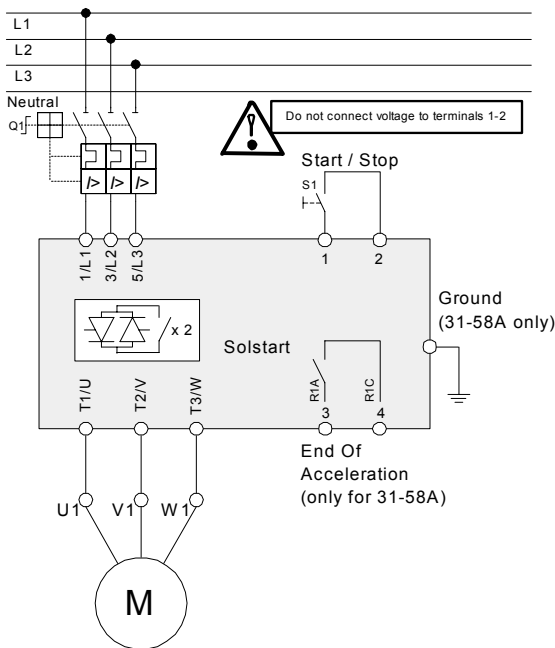 L1
L2
L3
Neutral
Q1
Do not connect voltage to terminals 1-2
Start / Stop
S1
I>
I>
I>
1/L1
3/L2
5/L3
1
2
Ground
(31-58A only)
x 2
Solstart
T1/U
T2/V
T3/W
R1A
R1C
3
4
End Of
Acceleration
(only for 31-58A)
U1
V1
W1
M